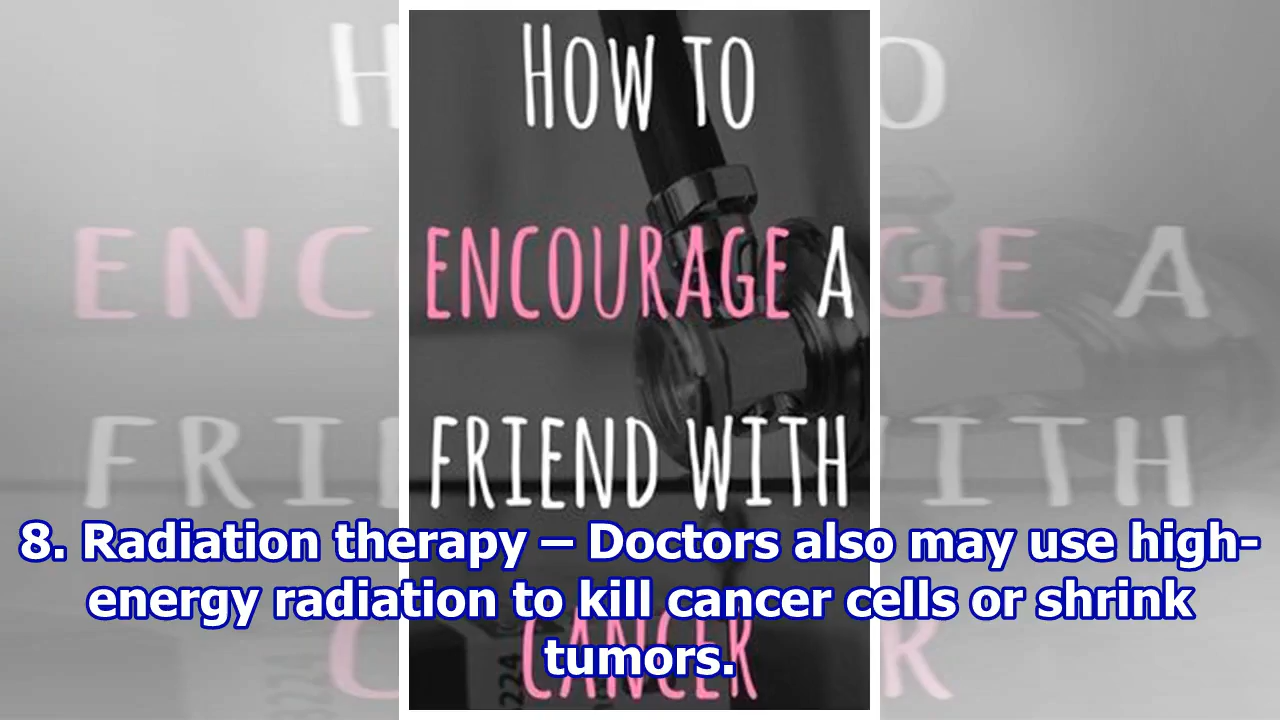 HOW TO
ENCOURAGE A
FRIEND WITH
CANCER
8. Radiation therapy – Doctors also may use high-
energy radiation to kill cancer cells or shrink
tumors.